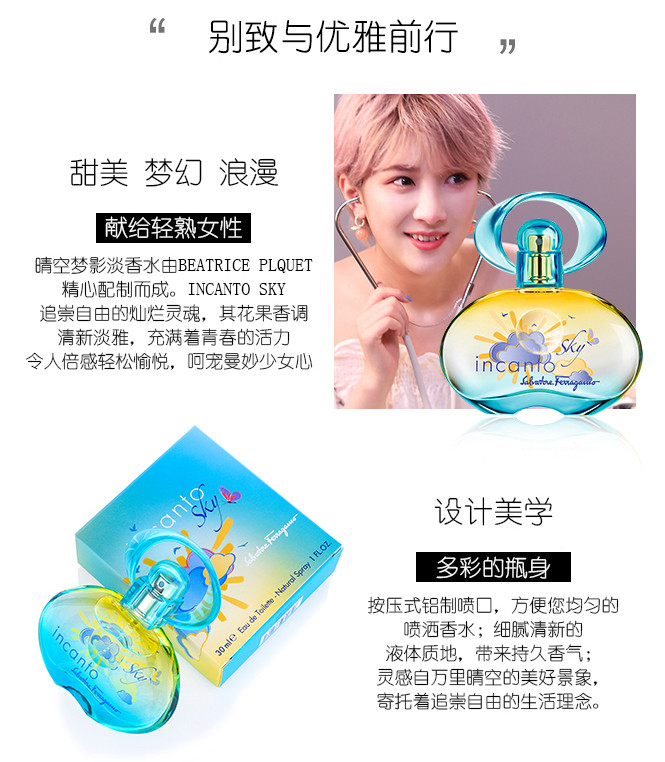 “ 别致与优雅前行 ”
甜美 梦幻 浪漫
献给轻熟女性
晴空梦影淡香水由BEATRICE PLQUET
精心配制而成。INCANTO SKY
追崇自由的灿烂灵魂，其花果香调
清新淡雅，充满着青春的活力
令人倍感轻松愉悦，呵宠曼妙少女心
sky
incanto
Salvatore Ferragamo
设计美学
多彩的瓶身
按压式铝制喷口，方便您均匀的
喷洒香水；细腻清新的
液体质地，带来持久香气；
灵感自万里晴空的美好景象，
寄托着追崇自由的生活理念。
incanto
sky
Salvatore Ferragamo
30 ml e Eau de Toilette - Natural Spray 1 FL.OZ
incanto
sky
Salvatore Ferragamo